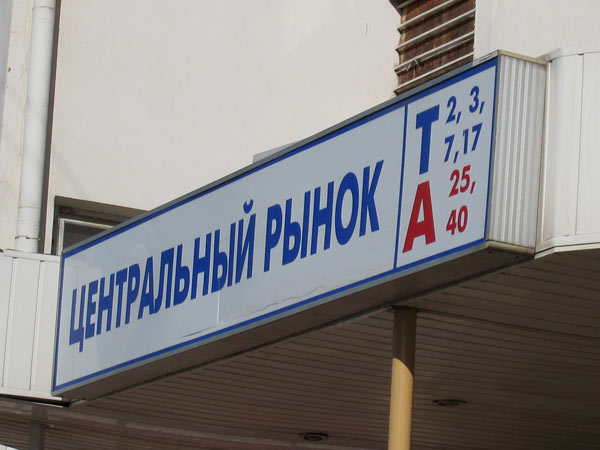 ЦЕНТРАЛЬНЫЙ РЫНОК
Т 2, 3,
7, 17
А 25,
40